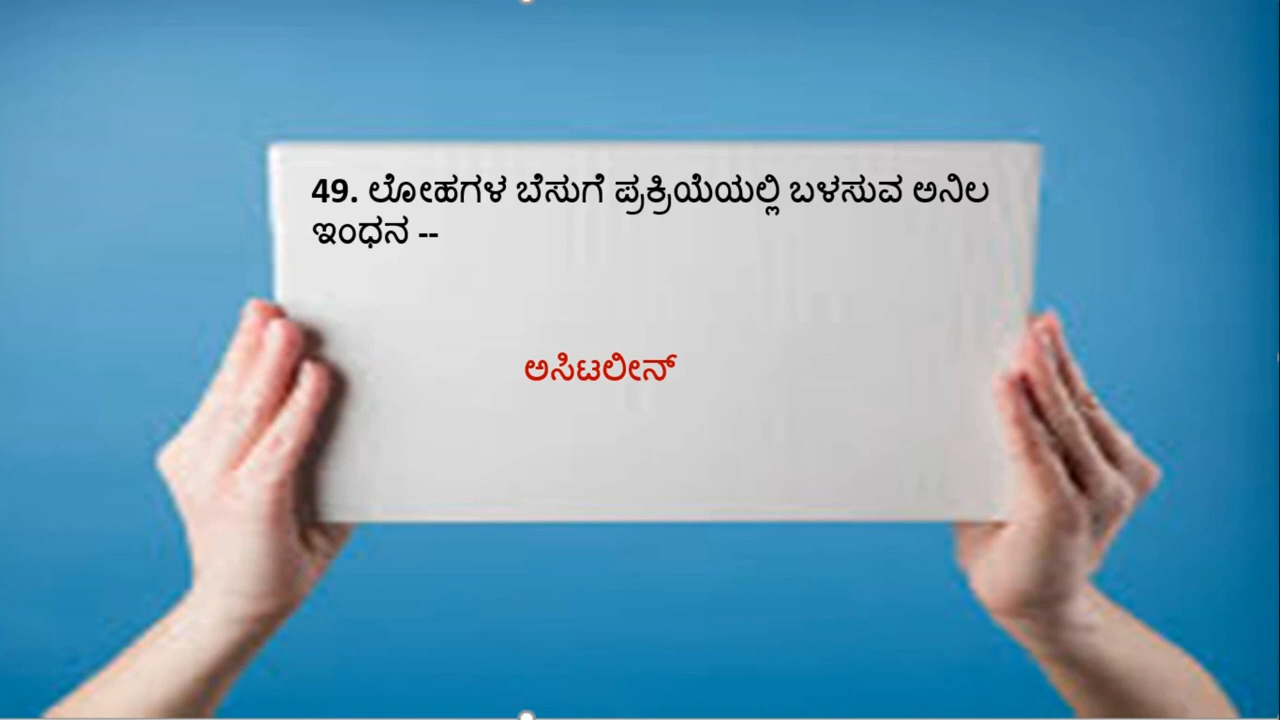 49. ಲೋಹಗಳ ಬೆಸುಗೆ ಪ್ರಕ್ರಿಯೆಯಲ್ಲಿ ಬಳಸುವ ಅನಿಲ
ಇಂಧನ --
ಅಸಿಟಲೀನ್